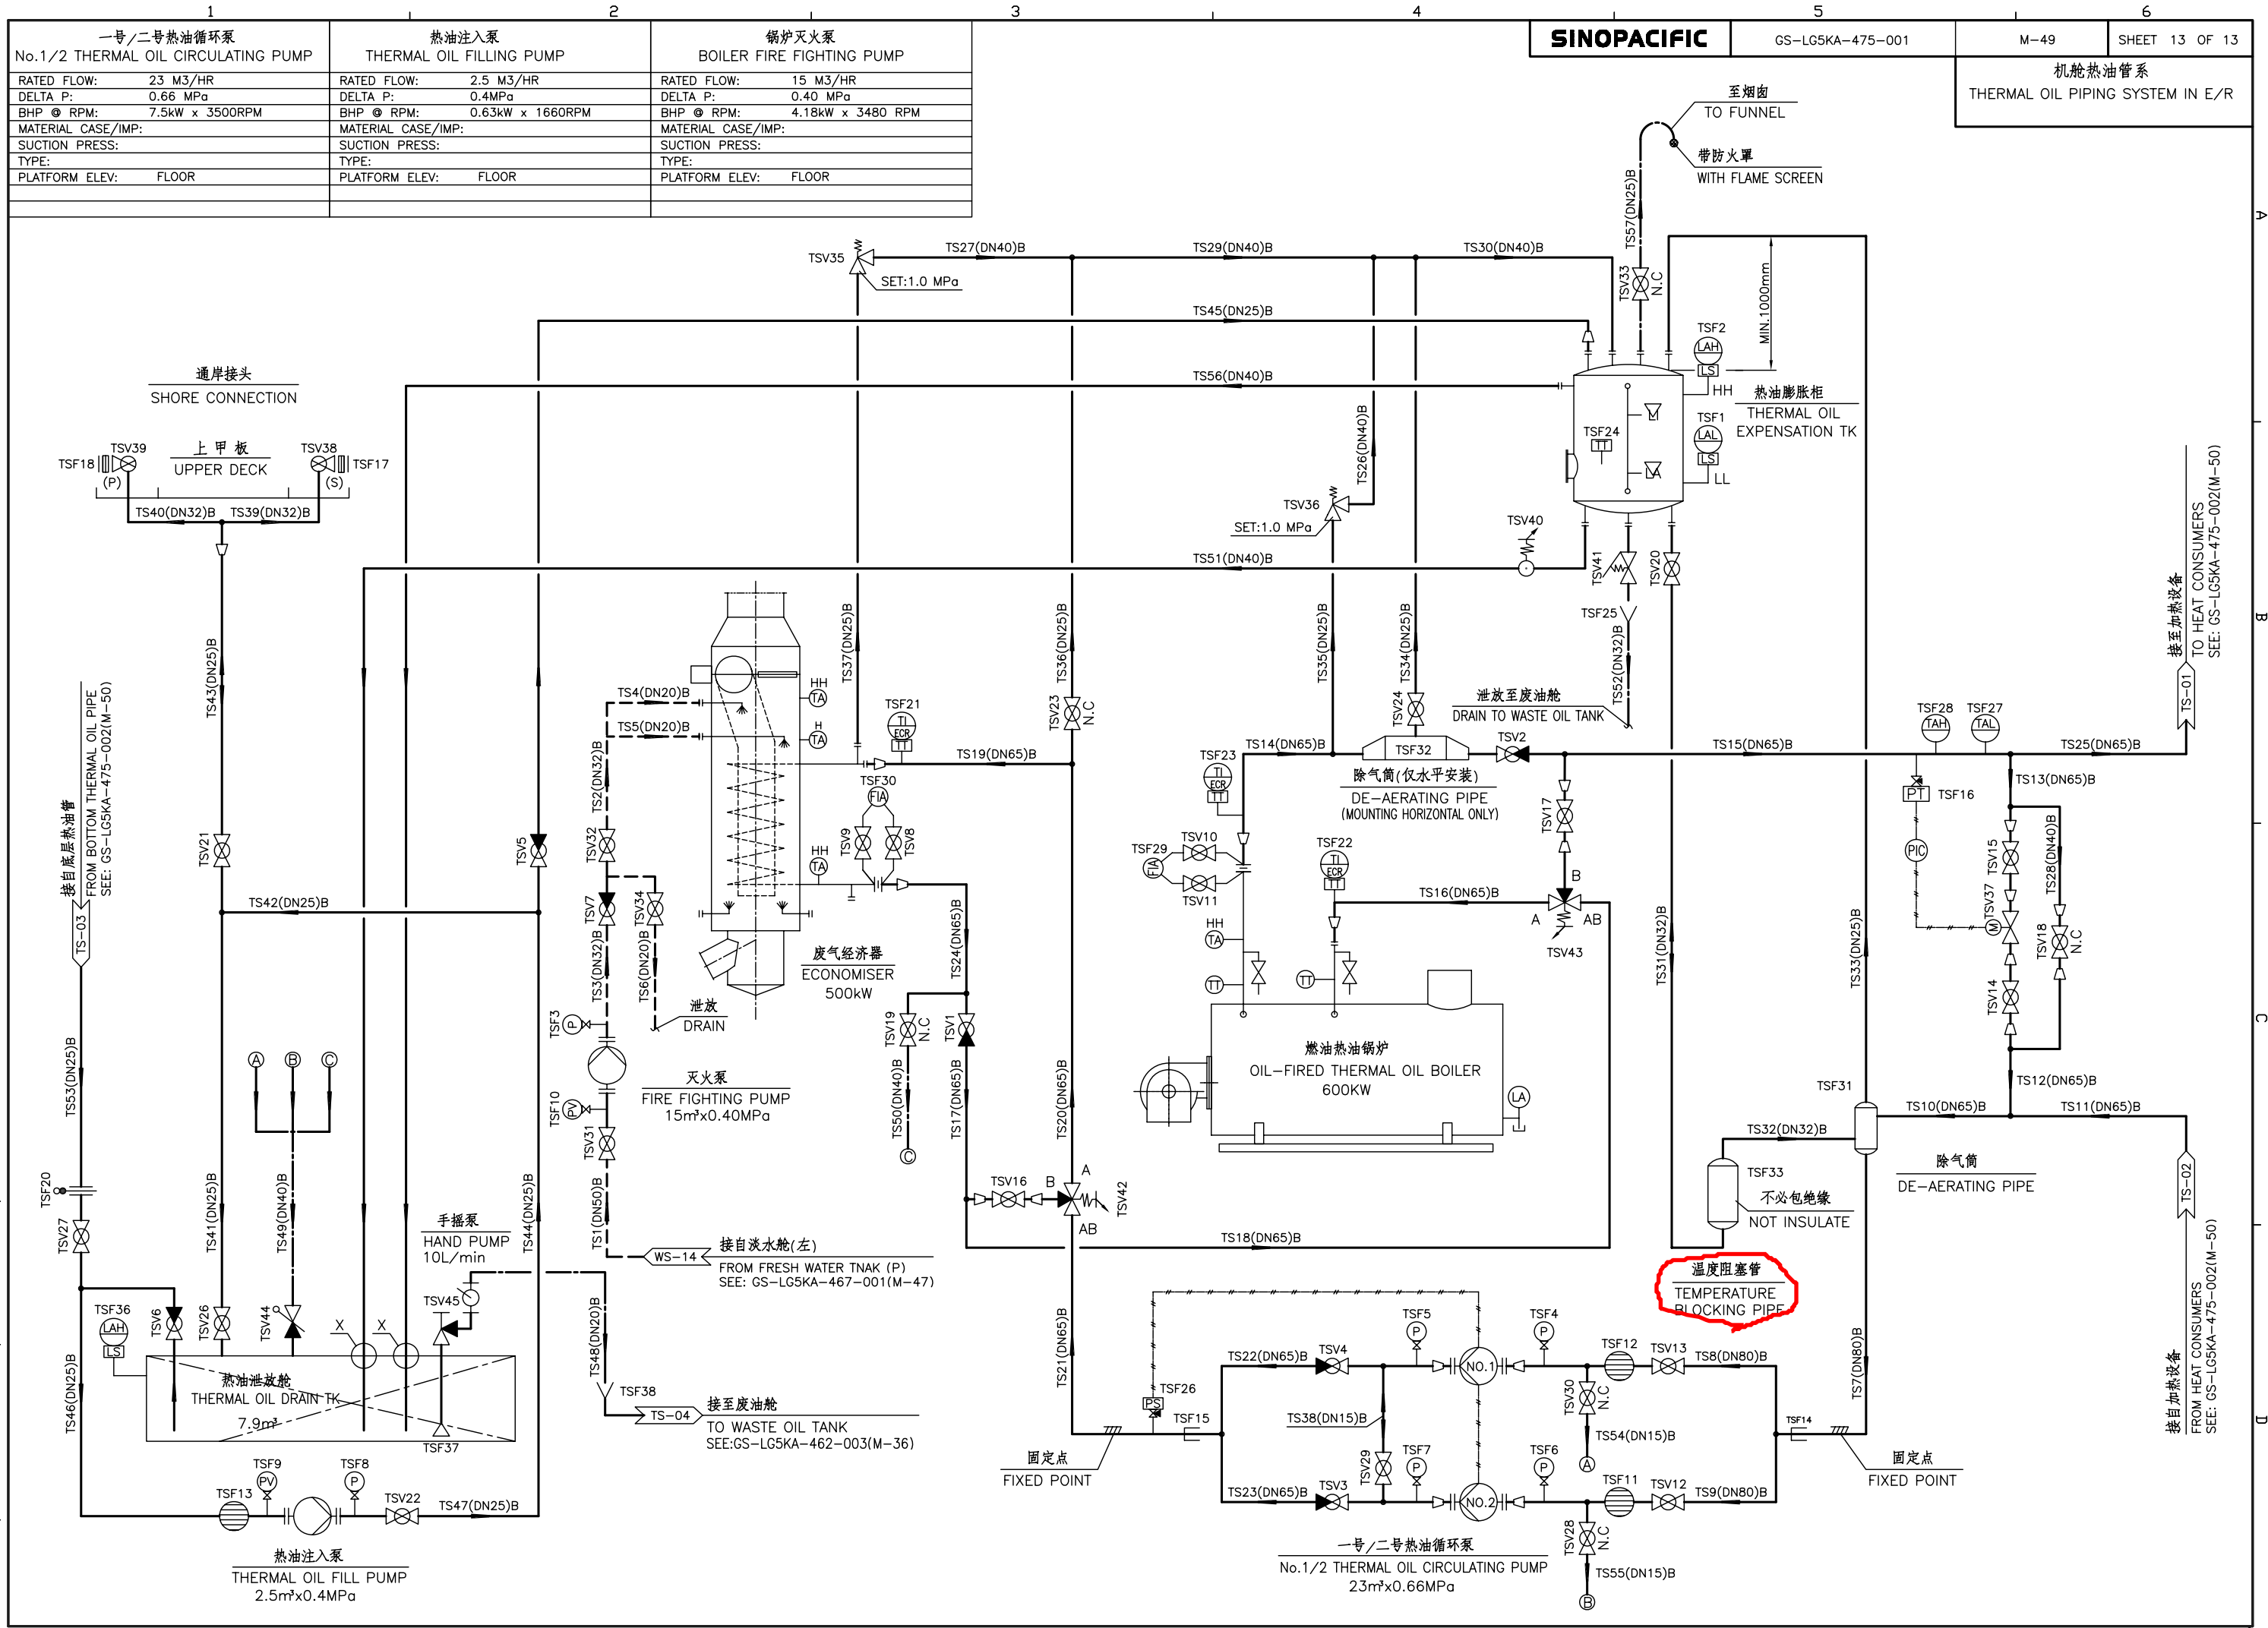 1 2 3 4 5 6
一号/二号热油循环泵
No.1/2 THERMAL OIL CIRCULATING PUMP
RATED FLOW: 23 M3/HR
DELTA P: 0.66 MPa
BHP @ RPM: 7.5kW x 3500RPM
MATERIAL CASE/IMP:
SUCTION PRESS:
TYPE:
PLATFORM ELEV: FLOOR
热油注入泵
THERMAL OIL FILLING PUMP
RATED FLOW: 2.5 M3/HR
DELTA P: 0.4MPa
BHP @ RPM: 0.63kW x 1660RPM
MATERIAL CASE/IMP:
SUCTION PRESS:
TYPE:
PLATFORM ELEV: FLOOR
锅炉灭火泵
BOILER FIRE FIGHTING PUMP
RATED FLOW: 15 M3/HR
DELTA P: 0.40 MPa
BHP @ RPM: 4.18kW x 3480 RPM
MATERIAL CASE/IMP:
SUCTION PRESS:
TYPE:
PLATFORM ELEV: FLOOR
SINOPACIFIC
GS-LG5KA-475-001
M-49
SHEET 13 OF 13
机舱热油管系
THERMAL OIL PIPING SYSTEM IN E/R
至烟囱
TO FUNNEL
带防火罩
WITH FLAME SCREEN
A
TS57(DN25)B
TSV33
N.C
TSV35
SET:1.0 MPa
TS27(DN40)B
TS29(DN40)B
TS30(DN40)B
MIN.1000mm
TS45(DN25)B
TSF2
LAH
LS
HH
TS56(DN40)B
热油膨胀柜
THERMAL OIL
EXPENSATION TK
TSF1
LAL
LS
LL
LI
LA
TSF24
TT
通岸接头
SHORE CONNECTION
上甲板
UPPER DECK
TSV39
TSV38
TSF18
TSF17
(P)
(S)
TS40(DN32)B
TS39(DN32)B
TS26(DN40)B
TSV36
SET:1.0 MPa
TSV40
TSV41
TSV20
TS51(DN40)B
TSF25
TS52(DN32)B
接至加热设备
TO HEAT CONSUMERS
SEE: GS-LG5KA-475-002(M-50)
TS-01
B
TS43(DN25)B
TS37(DN25)B
TS36(DN25)B
TS35(DN25)B
TS34(DN25)B
泄放至废油舱
DRAIN TO WASTE OIL TANK
TS4(DN20)B
TS5(DN20)B
HH
TA
H
TA
TSF21
TI
ECR
TT
TSV23
N.C
TSV24
TSF28
TAH
TSF27
TAL
TS19(DN65)B
TS14(DN65)B
TSF32
TSV2
TS15(DN65)B
TS25(DN65)B
TSF23
TI
ECR
TT
除气筒(仅水平安装)
DE-AERATING PIPE
(MOUNTING HORIZONTAL ONLY)
TS13(DN65)B
PT
TSF16
接自底层热油管
FROM BOTTOM THERMAL OIL PIPE
SEE: GS-LG5KA-475-002(M-50)
TS-03
TS2(DN32)B
TSF30
FIA
TSV9
TSV8
TSV17
TSV21
TSV5
TSV32
HH
TA
TSF29
FIA
TSV10
TSV11
TSF22
TI
ECR
TT
PIC
TSV15
TS28(DN40)B
TS42(DN25)B
TSV7
TSV34
TS16(DN65)B
B
A
AB
TSV43
TSV37
M
TSV18
N.C
TSV14
TS3(DN32)B
TS6(DN20)B
废气经济器
ECONOMISER
500kW
TS24(DN65)B
HH
TA
TT
TT
TS31(DN32)B
TS33(DN25)B
泄放
DRAIN
TSF3
P
TSV19
N.C
TSV1
C
燃油热油锅炉
OIL-FIRED THERMAL OIL BOILER
600KW
LA
TS53(DN25)B
A
B
C
灭火泵
FIRE FIGHTING PUMP
15m³x0.40MPa
TSF10
PV
TSV31
TS50(DN40)B
C
TS17(DN65)B
TS20(DN65)B
TSF31
TS12(DN65)B
TS10(DN65)B
TS11(DN65)B
TS32(DN32)B
TSF33
不必包绝缘
NOT INSULATE
除气筒
DE-AERATING PIPE
TS-02
接自加热设备
FROM HEAT CONSUMERS
SEE: GS-LG5KA-475-002(M-50)
TSF20
TSV27
TS41(DN25)B
TS49(DN40)B
手摇泵
HAND PUMP
10L/min
TS44(DN25)B
TS1(DN50)B
TSV16
B
A
AB
TSV42
WS-14
接自淡水舱(左)
FROM FRESH WATER TNAK (P)
SEE: GS-LG5KA-467-001(M-47)
TS18(DN65)B
温度阻塞管
TEMPERATURE
BLOCKING PIPE
TSF36
LAH
LS
TSV6
TSV26
TSV44
X
X
TSV45
TS48(DN20)B
TS21(DN65)B
TS46(DN25)B
热油泄放舱
THERMAL OIL DRAIN TK
7.9m³
TSF37
TSF38
TS-04
接至废油舱
TO WASTE OIL TANK
SEE:GS-LG5KA-462-003(M-36)
TSF5
P
TSF4
P
TS22(DN65)B
TSV4
NO.1
TSF12
TSV13
TS8(DN80)B
TS7(DN80)B
TSF26
PS
TSF15
TS38(DN15)B
TSV30
N.C
TS54(DN15)B
A
TSF14
D
固定点
FIXED POINT
固定点
FIXED POINT
TSV29
TSF7
P
TSF6
P
TS23(DN65)B
TSV3
NO.2
TSF11
TSV12
TS9(DN80)B
TSF13
TSF9
PV
TSF8
P
TSV22
TS47(DN25)B
热油注入泵
THERMAL OIL FILL PUMP
2.5m³x0.4MPa
一号/二号热油循环泵
No.1/2 THERMAL OIL CIRCULATING PUMP
23m³x0.66MPa
TSV28
N.C
TS55(DN15)B
B